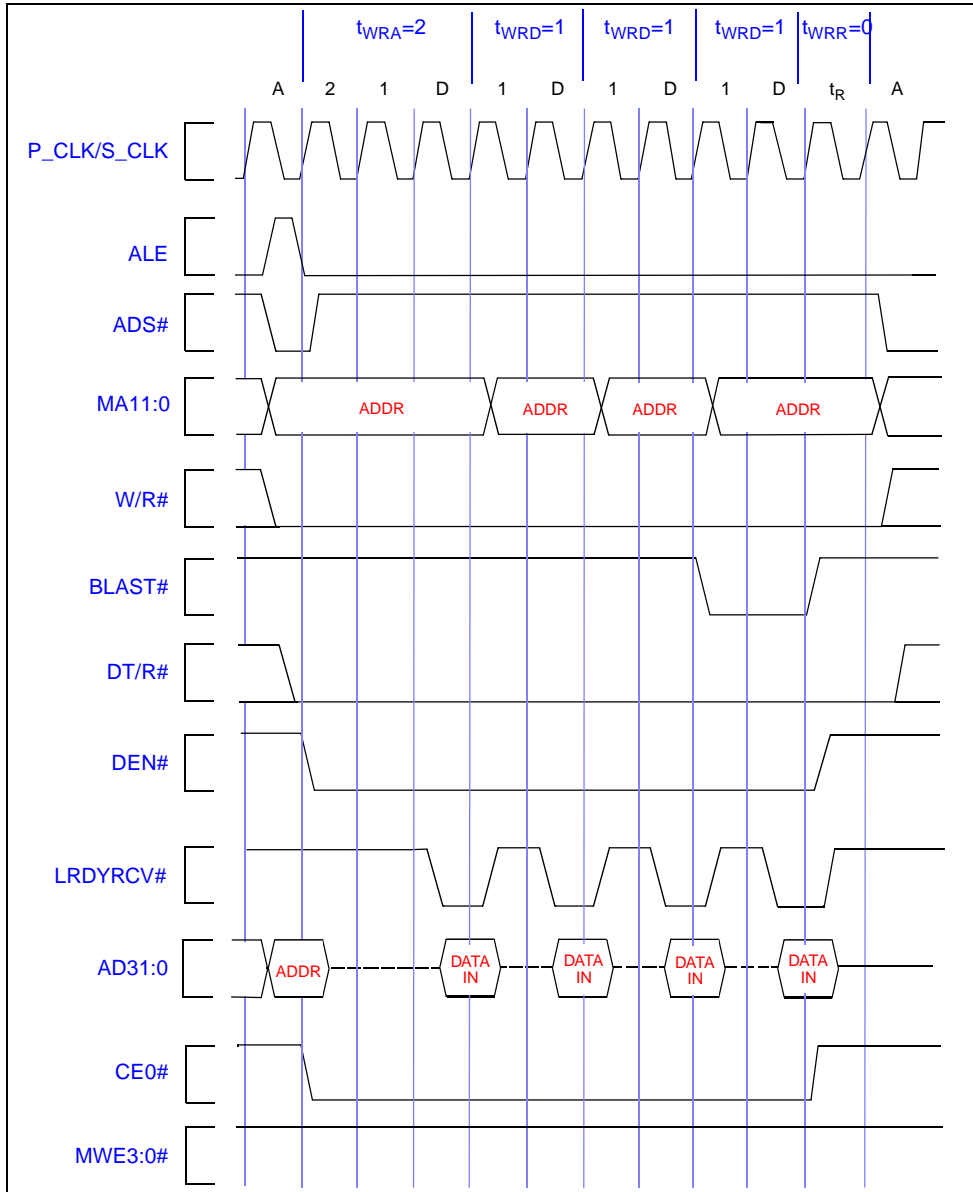 tWRA=2 tWRD=1 tWRD=1 tWRD=1 tWRR=0
A 2 1 D 1 D 1 D 1 D tR A
P_CLK/S_CLK
ALE
ADS#
MA11:0 ADDR ADDR ADDR ADDR
W/R#
BLAST#
DT/R#
DEN#
LRDYRCV#
AD31:0 ADDR DATA IN DATA IN DATA IN DATA IN
CE0#
MWE3:0#